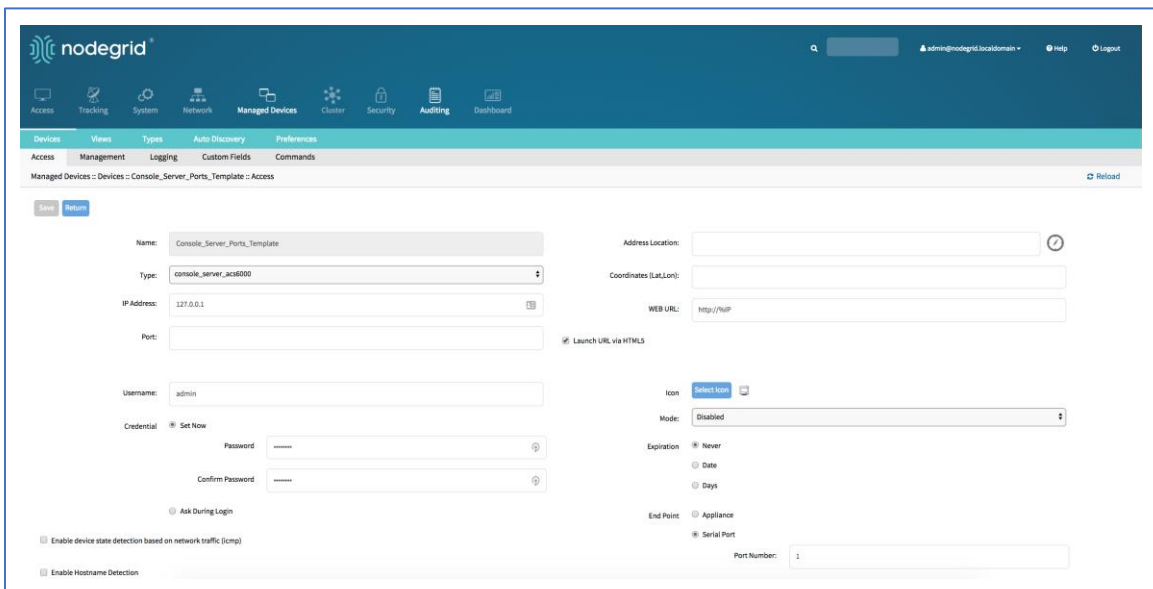 nodegrid®
admin@nodegrid.localdomain
Help
Logout
Access
Tracking
System
Network
Managed Devices
Cluster
Security
Auditing
Dashboard
Devices
Views
Types
Auto Discovery
Preferences
Access
Management
Logging
Custom Fields
Commands
Managed Devices :: Devices :: Console_Server_Ports_Template :: Access
Reload
Save
Return
Name:
Console_Server_Ports_Template
Type:
console_server_acs6000
IP Address:
127.0.0.1
Port:
Username:
admin
Credential
Set Now
Password
••••••••
Confirm Password
••••••••
Ask During Login
Enable device state detection based on network traffic (icmp)
Enable Hostname Detection
Address Location:
Coordinates (Lat,Lon):
WEB URL:
http://%IP
Launch URL via HTML5
Icon
Select Icon
Mode:
Disabled
Expiration
Never
Date
Days
End Point
Appliance
Serial Port
Port Number:
1